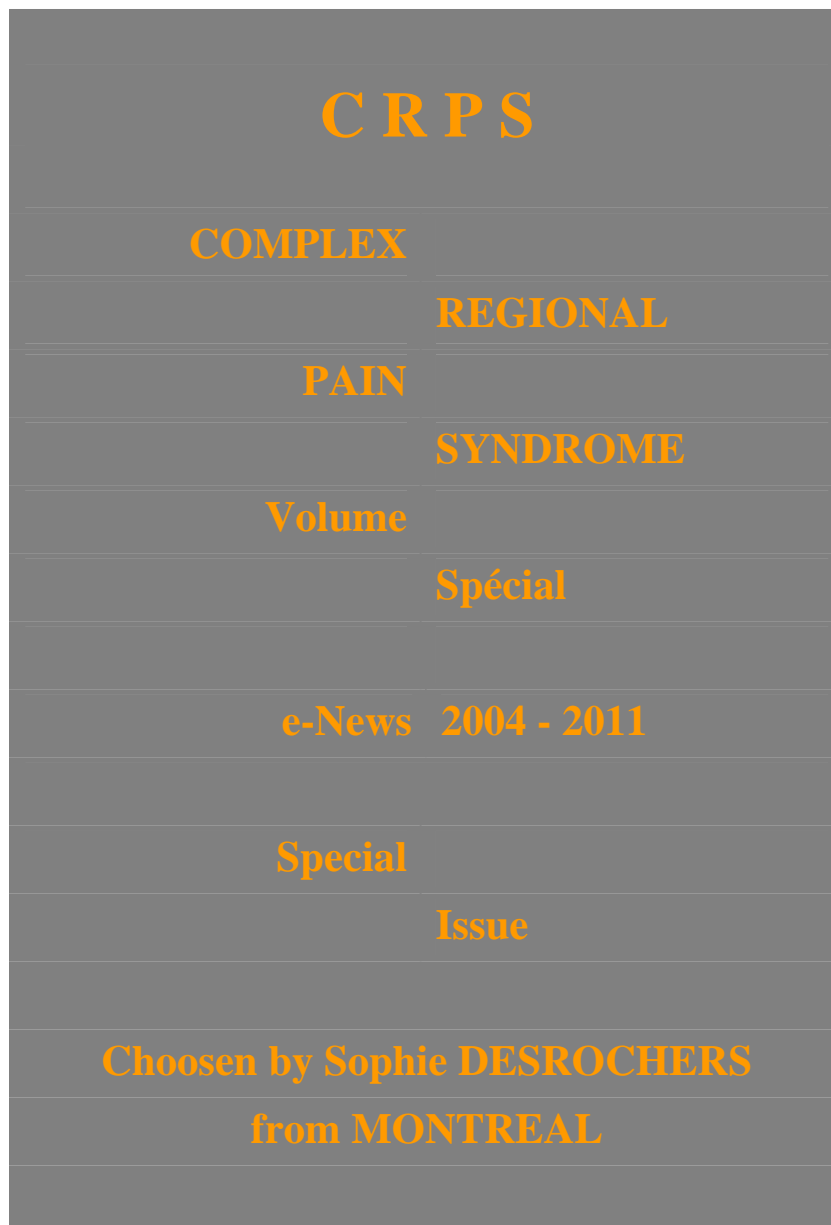 C R P S
COMPLEX
REGIONAL
PAIN
SYNDROME
Volume
Spécial
e-News 2004 - 2011
Special
Issue
Choosen by Sophie DESROCHERS
from MONTREAL